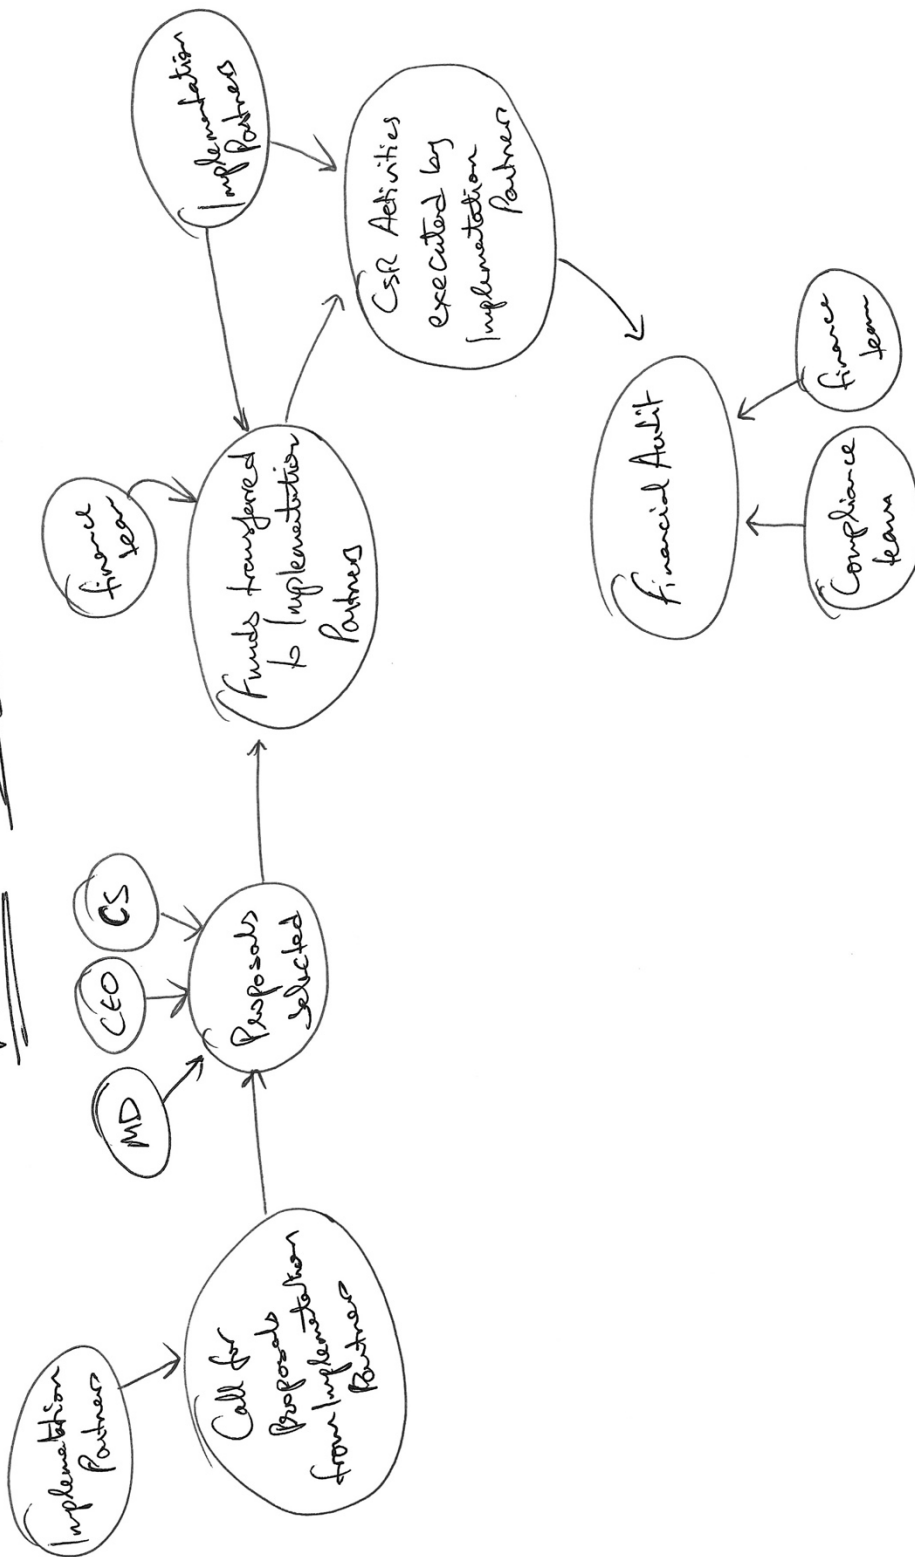 Implementation
Partners
Call for
Proposals
from Implementation
Partners
MD
CEO
CS
Proposals
selected
finance
team
Funds transferred
to Implementation
Partners
Implementation
Partners
CSR Activities
executed by
Implementation
Partners
Financial Audit
Compliance
team
finance
team